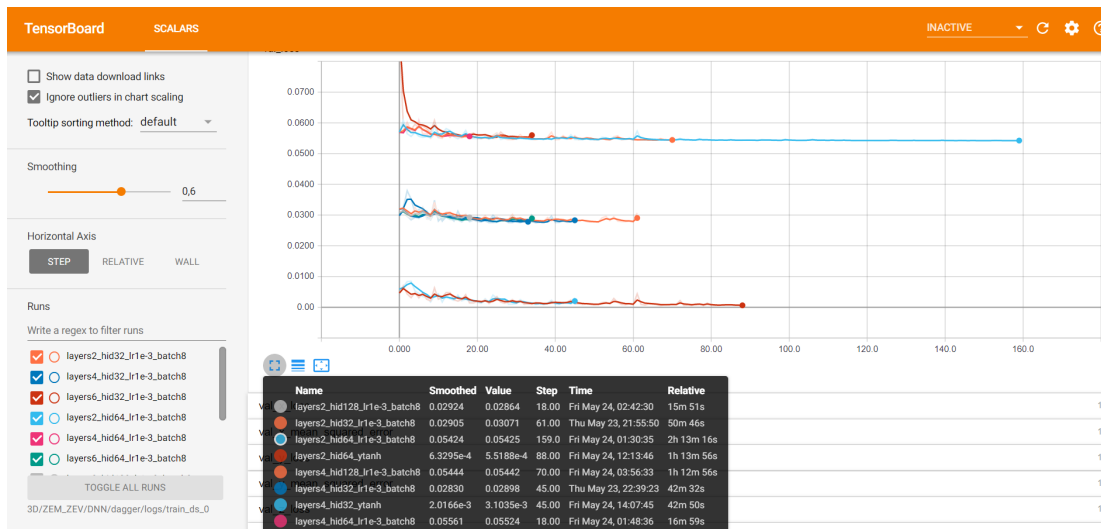 TensorBoard SCALARS INACTIVE
Show data download links
Ignore outliers in chart scaling
Tooltip sorting method: default
Smoothing
0,6
Horizontal Axis
STEP RELATIVE WALL
Runs
Write a regex to filter runs
layers2_hid32_lr1e-3_batch8
layers4_hid32_lr1e-3_batch8
layers6_hid32_lr1e-3_batch8
layers2_hid64_lr1e-3_batch8
layers4_hid64_lr1e-3_batch8
layers6_hid64_lr1e-3_batch8
TOGGLE ALL RUNS
3D/ZEM_ZEV/DNN/dagger/logs/train_ds_0
0.0700
0.0600
0.0500
0.0400
0.0300
0.0200
0.0100
0.00
0.000 20.00 40.00 60.00 80.00 100.0 120.0 140.0 160.0
Name Smoothed Value Step Time Relative
layers2_hid128_lr1e-3_batch8 0.02924 0.02864 18.00 Fri May 24, 02:42:30 15m 51s
layers2_hid32_lr1e-3_batch8 0.02905 0.03071 61.00 Thu May 23, 21:55:50 50m 46s
layers2_hid64_lr1e-3_batch8 0.05424 0.05425 159.0 Fri May 24, 01:30:35 2h 13m 16s
layers2_hid64_ytanh 6.3295e-4 5.5188e-4 88.00 Fri May 24, 12:13:46 1h 13m 56s
layers4_hid128_lr1e-3_batch8 0.05444 0.05442 70.00 Fri May 24, 03:56:33 1h 12m 56s
layers4_hid32_lr1e-3_batch8 0.02830 0.02898 45.00 Thu May 23, 22:39:23 42m 32s
layers4_hid32_ytanh 2.0166e-3 3.1035e-3 45.00 Fri May 24, 14:07:45 42m 50s
layers4_hid64_lr1e-3_batch8 0.05561 0.05524 18.00 Fri May 24, 01:48:36 16m 59s